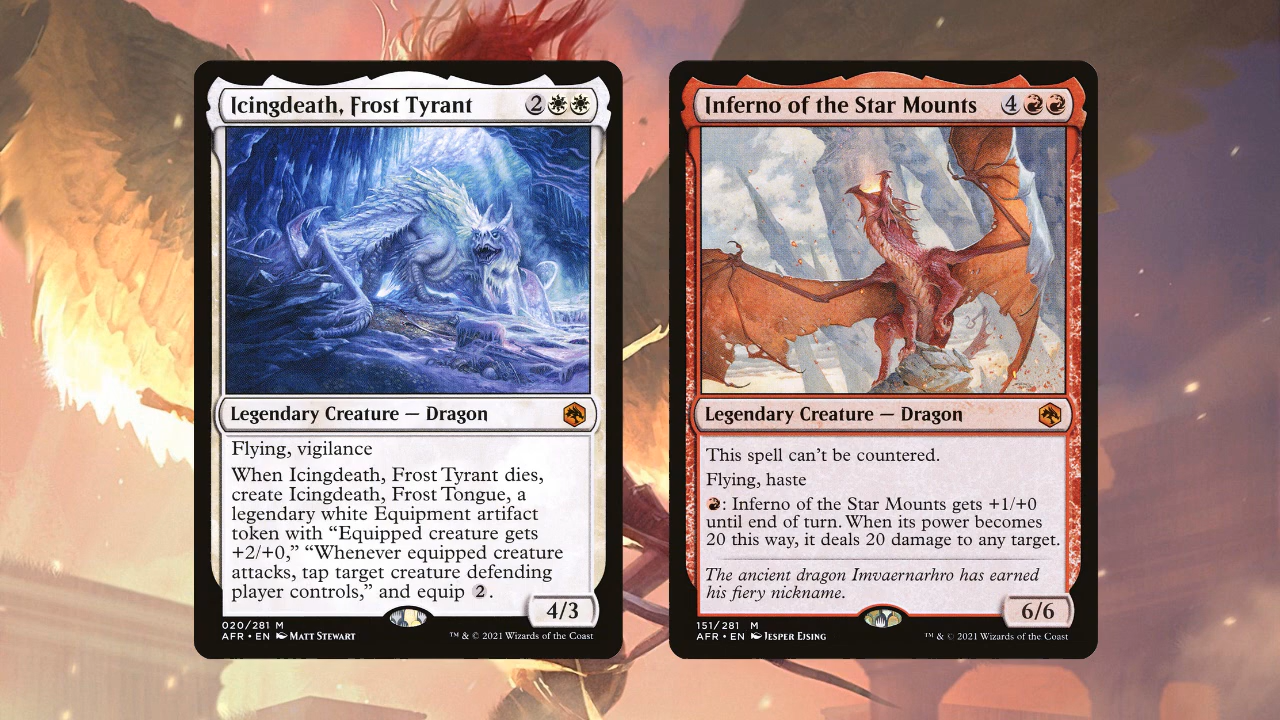 Icingdeath, Frost Tyrant 2
Legendary Creature — Dragon
Flying, vigilance
When Icingdeath, Frost Tyrant dies,
create Icingdeath, Frost Tongue, a
legendary white Equipment artifact
token with “Equipped creature gets
+2/+0,” “Whenever equipped creature
attacks, tap target creature defending
player controls,” and equip 2.
4/3
020/281 M
AFR • EN Matt Stewart
™ & © 2021 Wizards of the Coast
Inferno of the Star Mounts 4
Legendary Creature — Dragon
This spell can’t be countered.
Flying, haste
: Inferno of the Star Mounts gets +1/+0
until end of turn. When its power becomes
20 this way, it deals 20 damage to any target.
The ancient dragon Imvaernarhro has earned
his fiery nickname.
6/6
151/281 M
AFR • EN Jesper Ejsing
™ & © 2021 Wizards of the Coast